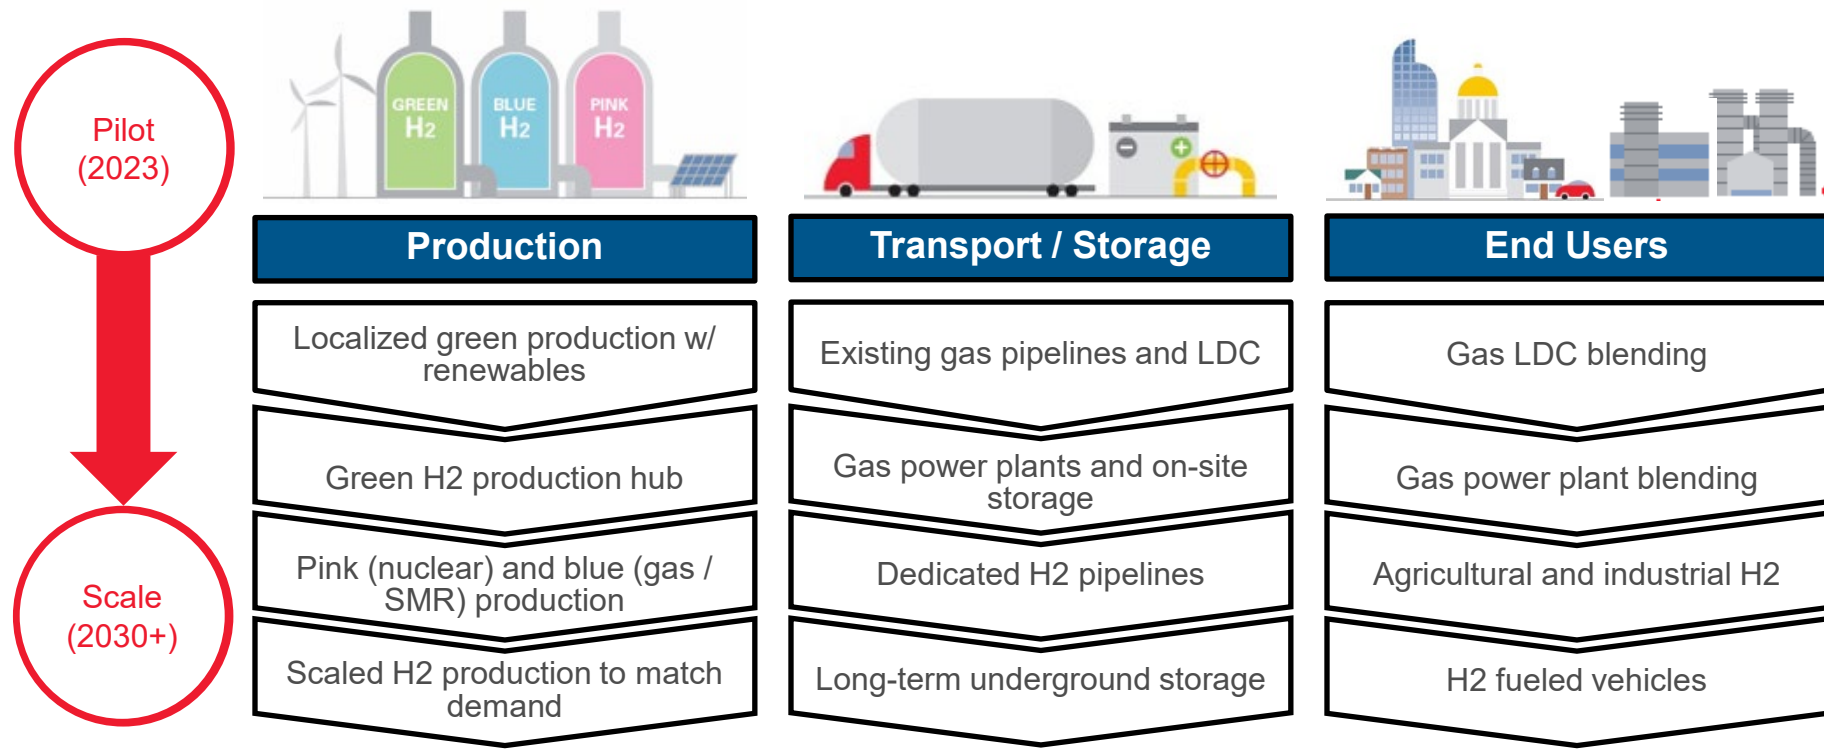 Pilot
(2023)
GREEN
H2
BLUE
H2
PINK
H2
Production
Transport / Storage
End Users
Localized green production w/
renewables
Existing gas pipelines and LDC
Gas LDC blending
Green H2 production hub
Gas power plants and on-site
storage
Gas power plant blending
Pink (nuclear) and blue (gas /
SMR) production
Dedicated H2 pipelines
Agricultural and industrial H2
Scale
(2030+)
Scaled H2 production to match
demand
Long-term underground storage
H2 fueled vehicles